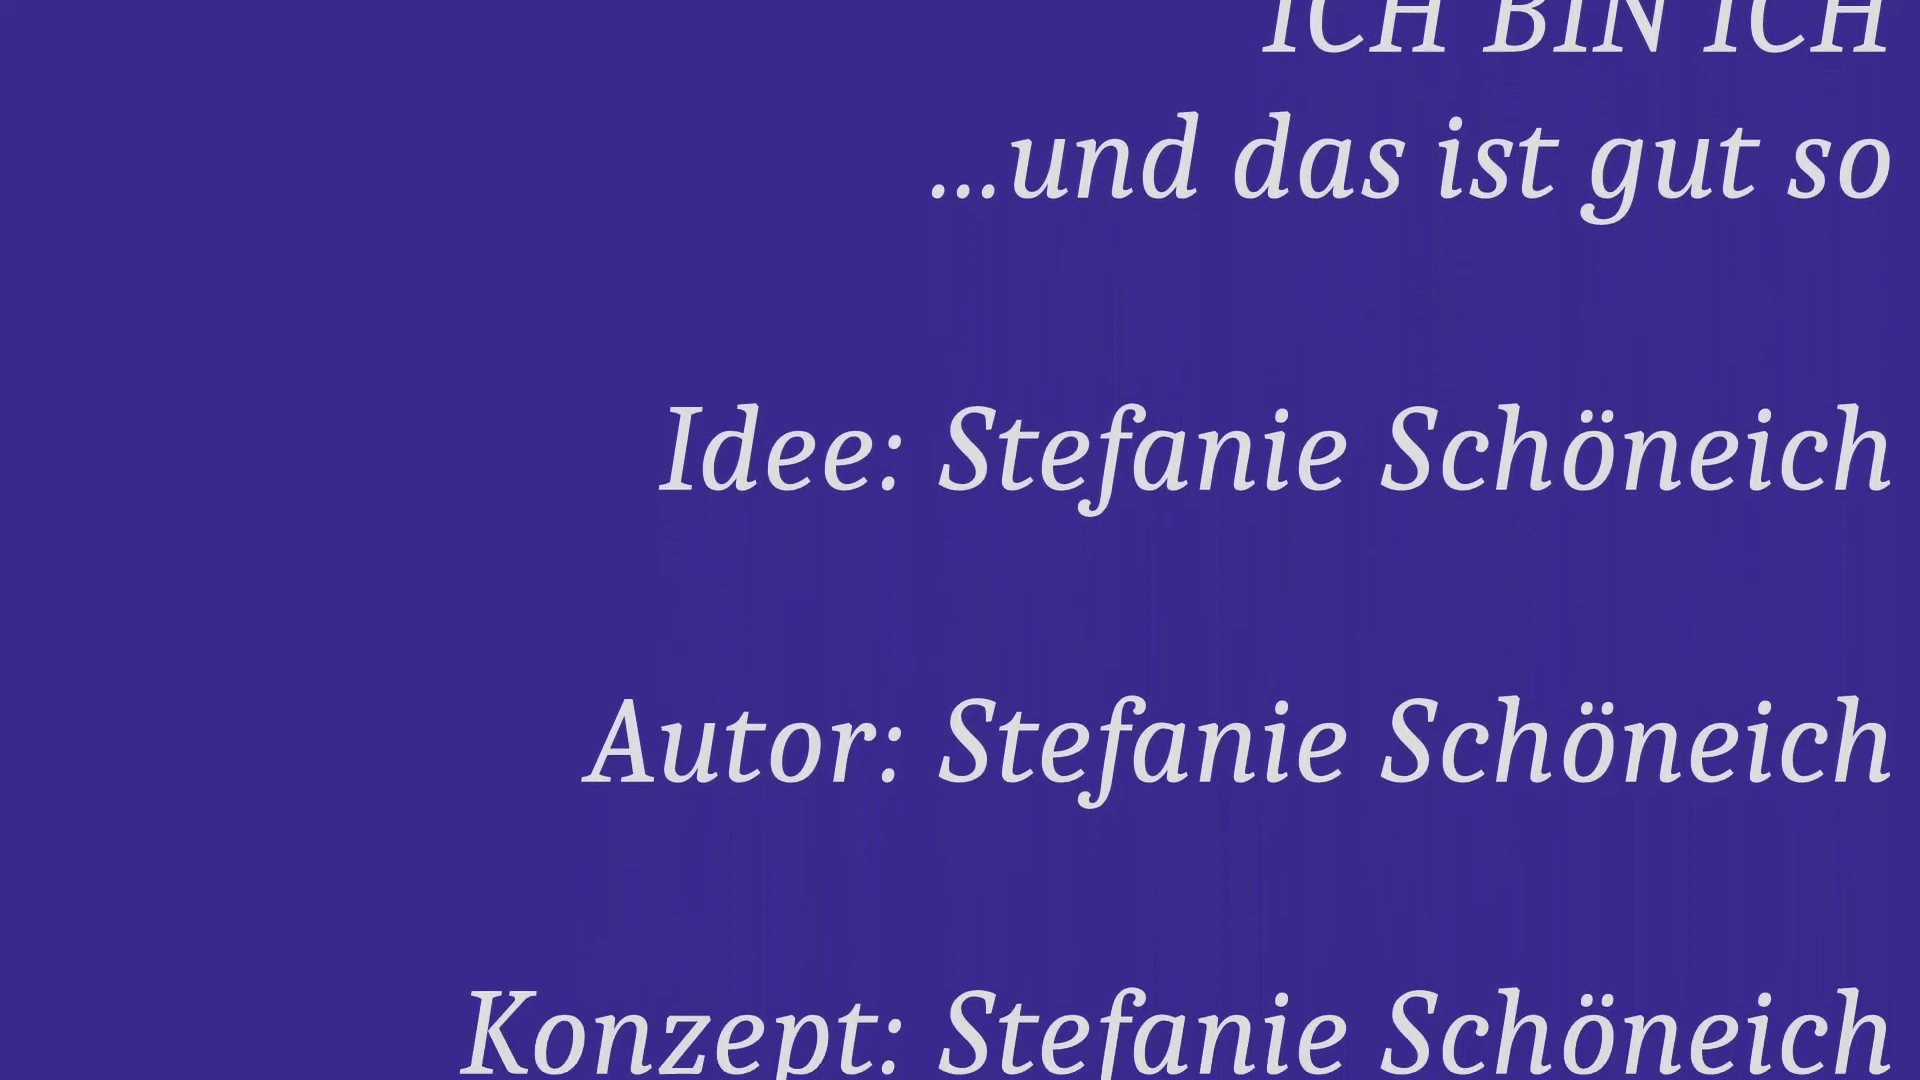 ICH BIN ICH
...und das ist gut so
Idee: Stefanie Schöneich
Autor: Stefanie Schöneich
Konzept: Stefanie Schöneich